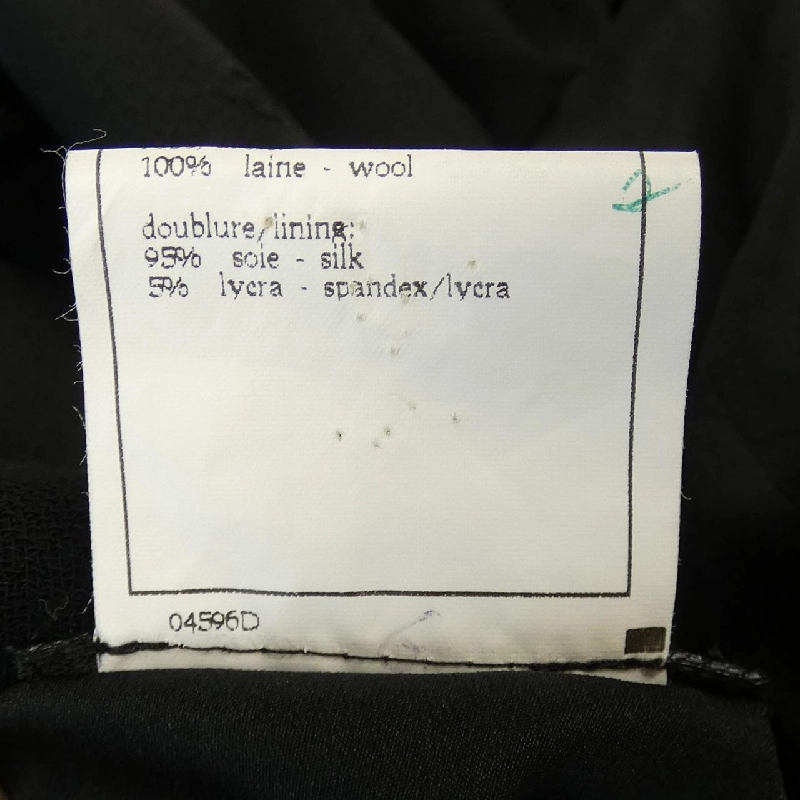 100% laine - wool
doublure/lining:
95% soie - silk
5% lycra - spandex/lycra
04596D